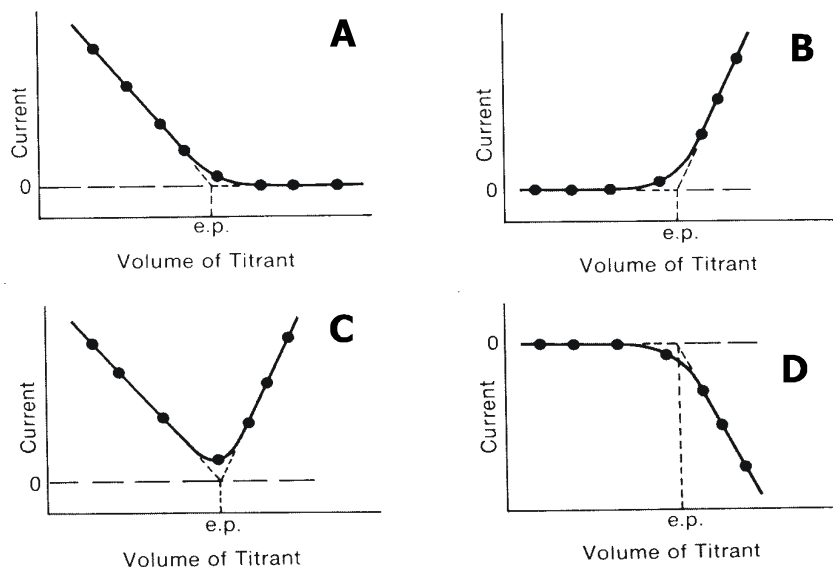 A
Current
0
e.p.
Volume of Titrant
B
Current
0
e.p.
Volume of Titrant
C
Current
0
e.p.
Volume of Titrant
D
Current
0
e.p.
Volume of Titrant